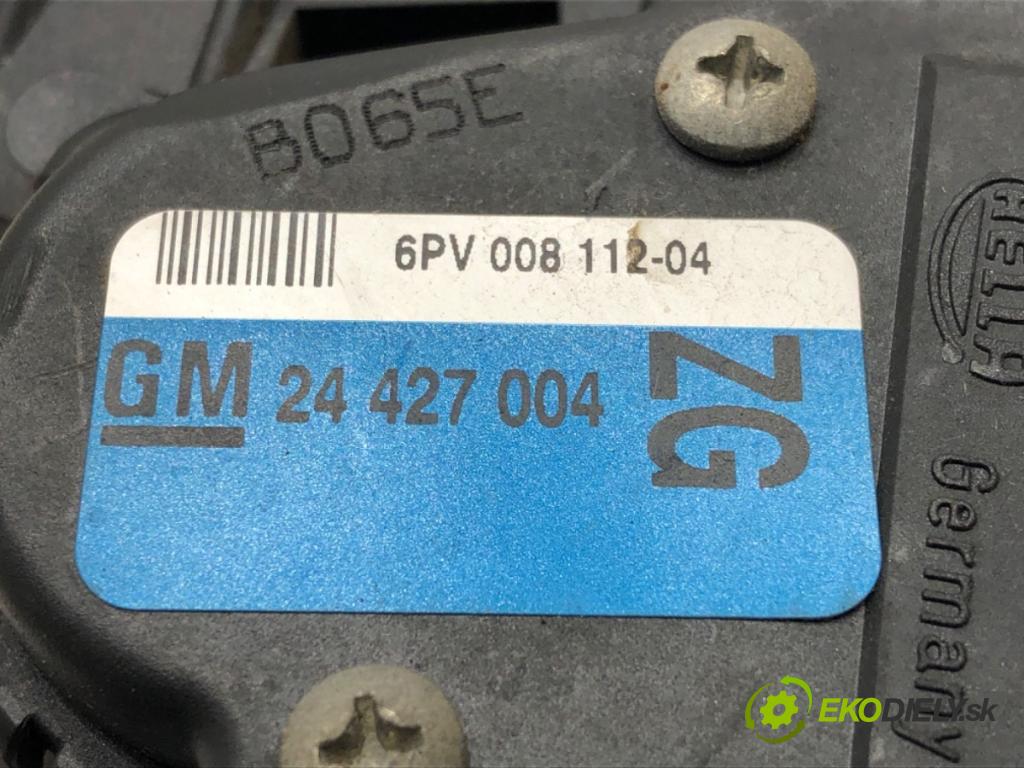 B065E
6PV 008 112-04
GM 24 427 004
ZG
HELLA
Germany
EKODIELY.sk